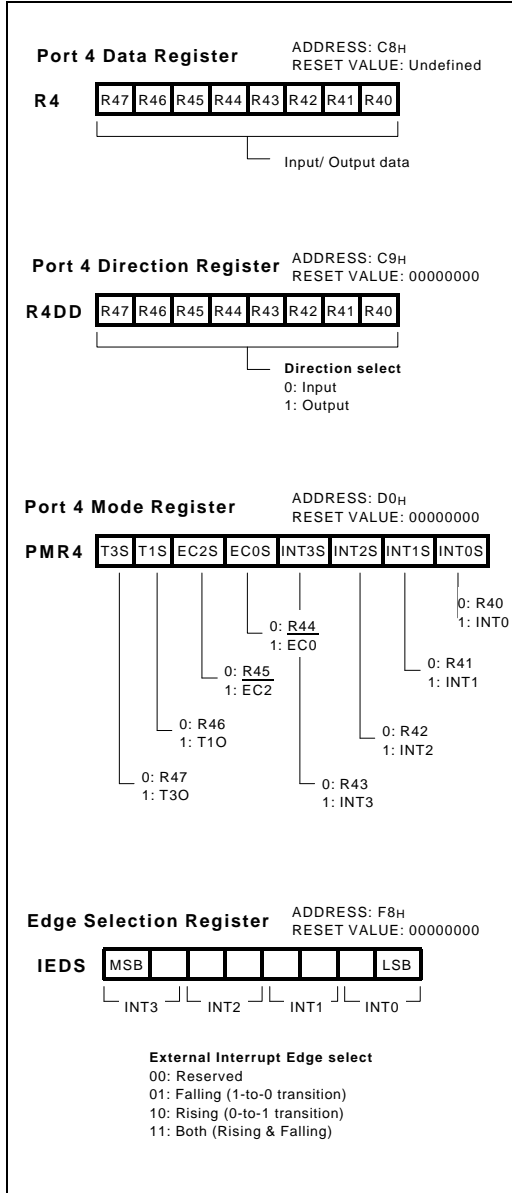 Port 4 Data Register
ADDRESS: C8H
RESET VALUE: Undefined
R4
R47 R46 R45 R44 R43 R42 R41 R40
Input/ Output data
Port 4 Direction Register
ADDRESS: C9H
RESET VALUE: 00000000
R4DD
R47 R46 R45 R44 R43 R42 R41 R40
Direction select
0: Input
1: Output
Port 4 Mode Register
ADDRESS: D0H
RESET VALUE: 00000000
PMR4
T3S T1S EC2S EC0S INT3S INT2S INT1S INT0S
0: R40
1: INT0
0: R44
1: EC0
0: R41
1: INT1
0: R45
1: EC2
0: R46
1: T1O
0: R42
1: INT2
0: R47
1: T3O
0: R43
1: INT3
Edge Selection Register
ADDRESS: F8H
RESET VALUE: 00000000
IEDS
MSB LSB
INT3 INT2 INT1 INT0
External Interrupt Edge select
00: Reserved
01: Falling (1-to-0 transition)
10: Rising (0-to-1 transition)
11: Both (Rising & Falling)